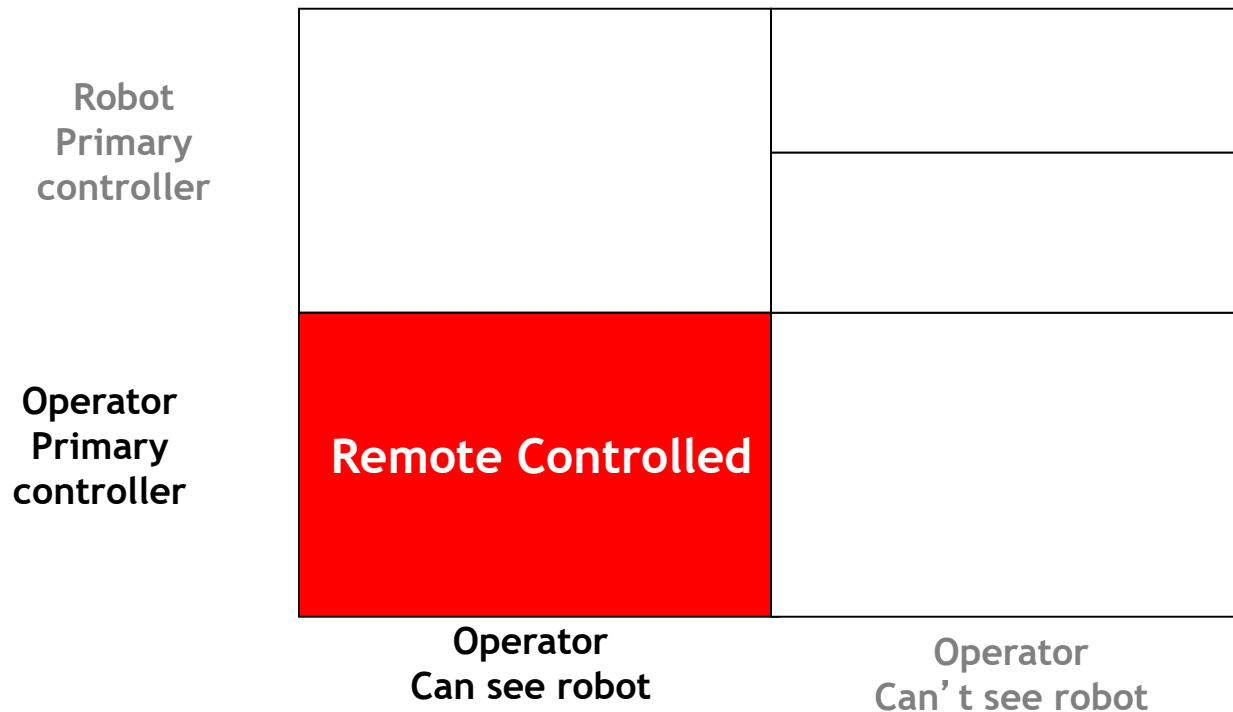 Robot
Primary
controller
Operator
Primary
controller
Remote Controlled
Operator
Can see robot
Operator
Can’t see robot